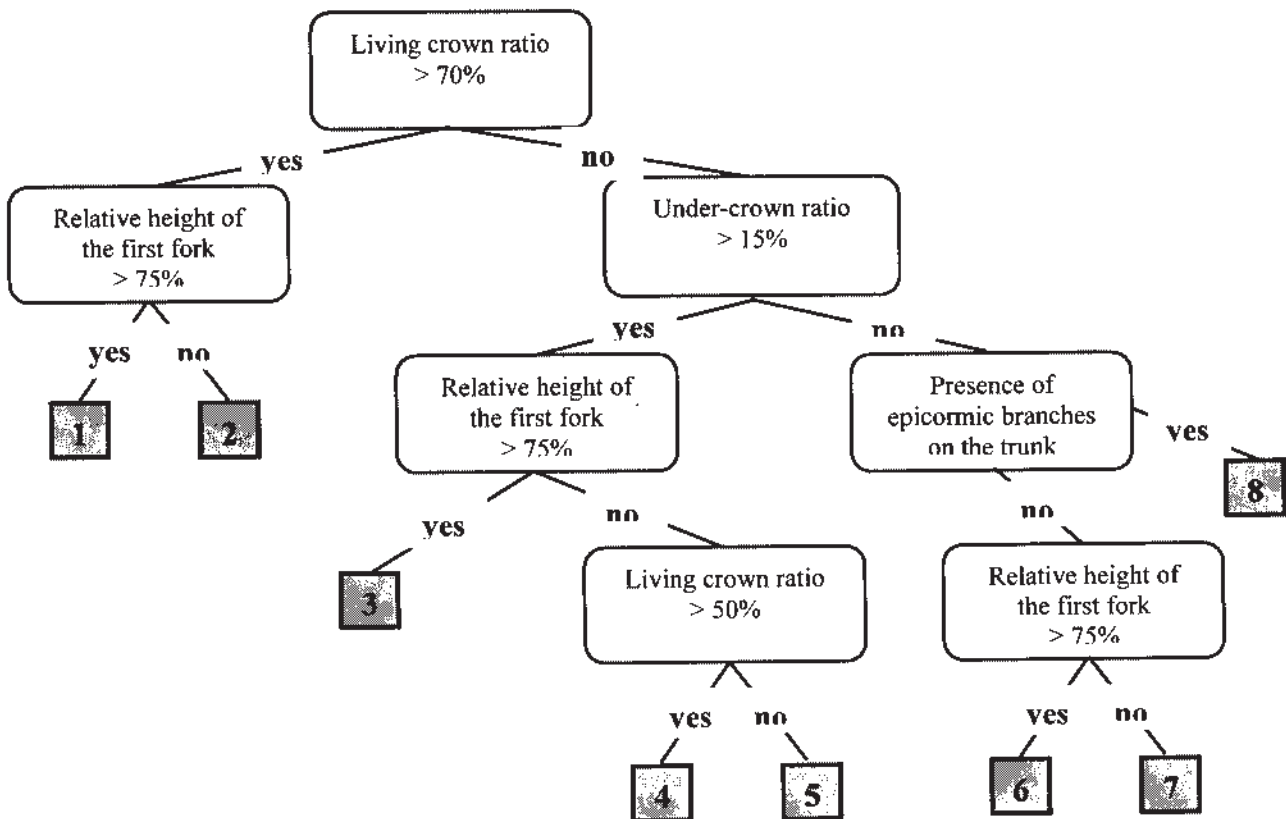 Living crown ratio
> 70%
yes
no
Relative height of
the first fork
> 75%
Under-crown ratio
> 15%
yes
no
yes
no
Relative height of
the first fork
> 75%
Presence of
epicormic branches
on the trunk
1
2
yes
8
yes
no
no
3
Living crown ratio
> 50%
Relative height of
the first fork
> 75%
yes
no
yes
no
4
5
6
7